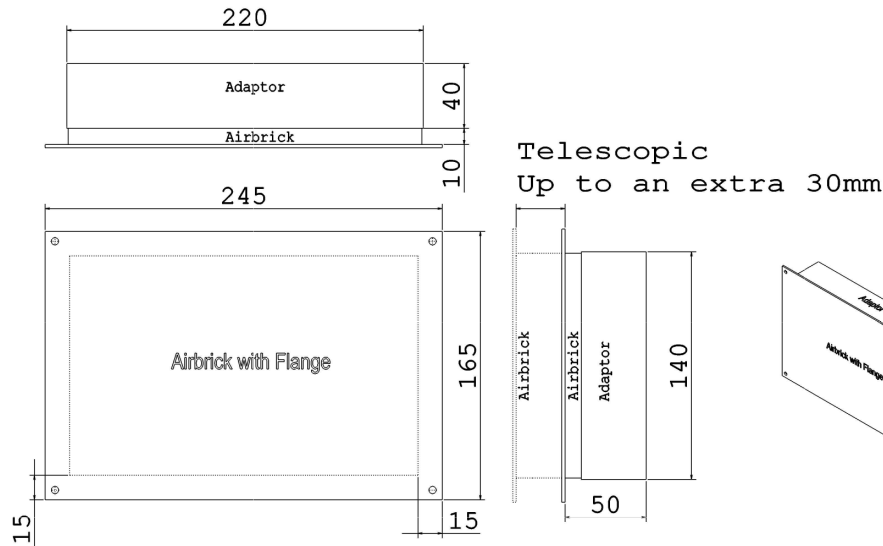 220
Adaptor
40
Airbrick
10
Telescopic
Up to an extra 30mm
245
Airbrick with Flange
165
Airbrick
Airbrick
Adaptor
140
Adaptor
Airbrick with Flange
15
15
50